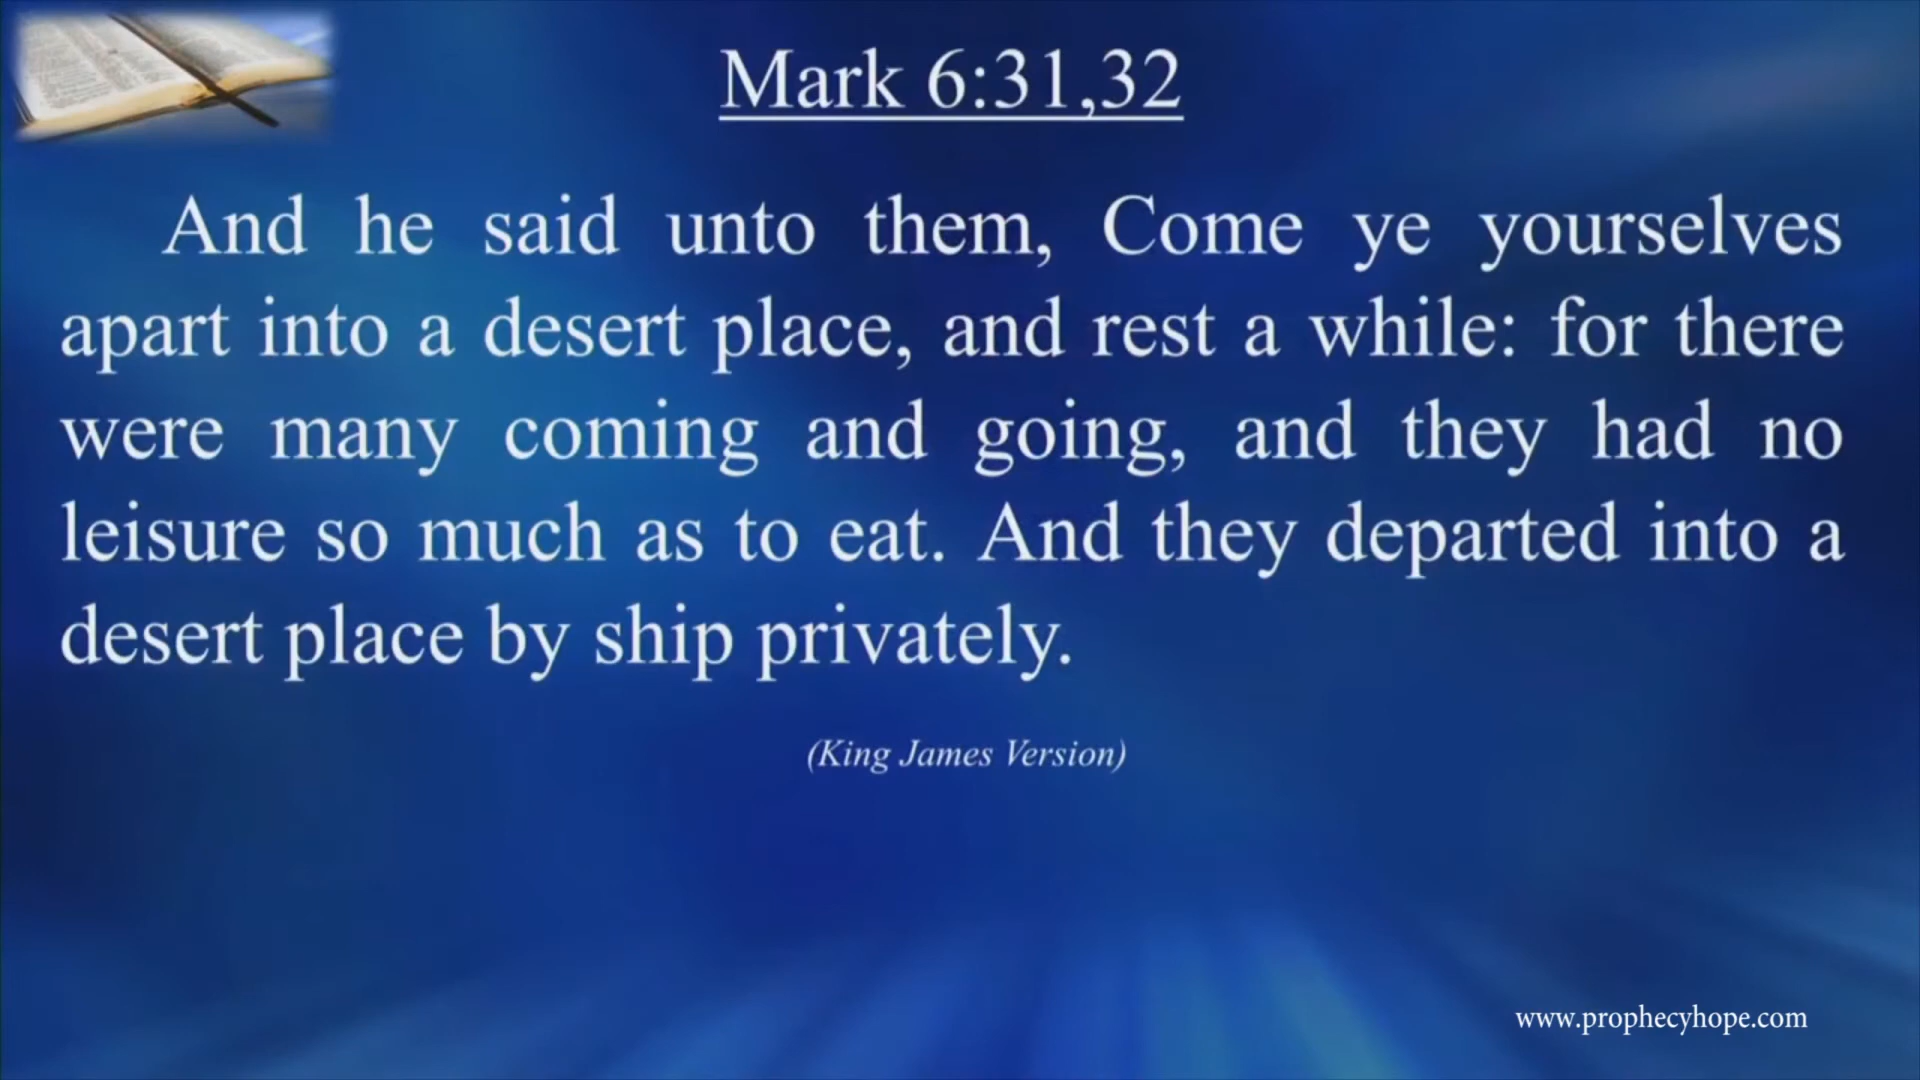 Mark 6:31,32
And he said unto them, Come ye yourselves
apart into a desert place, and rest a while: for there
were many coming and going, and they had no
leisure so much as to eat. And they departed into a
desert place by ship privately.
(King James Version)
www.prophecyhope.com